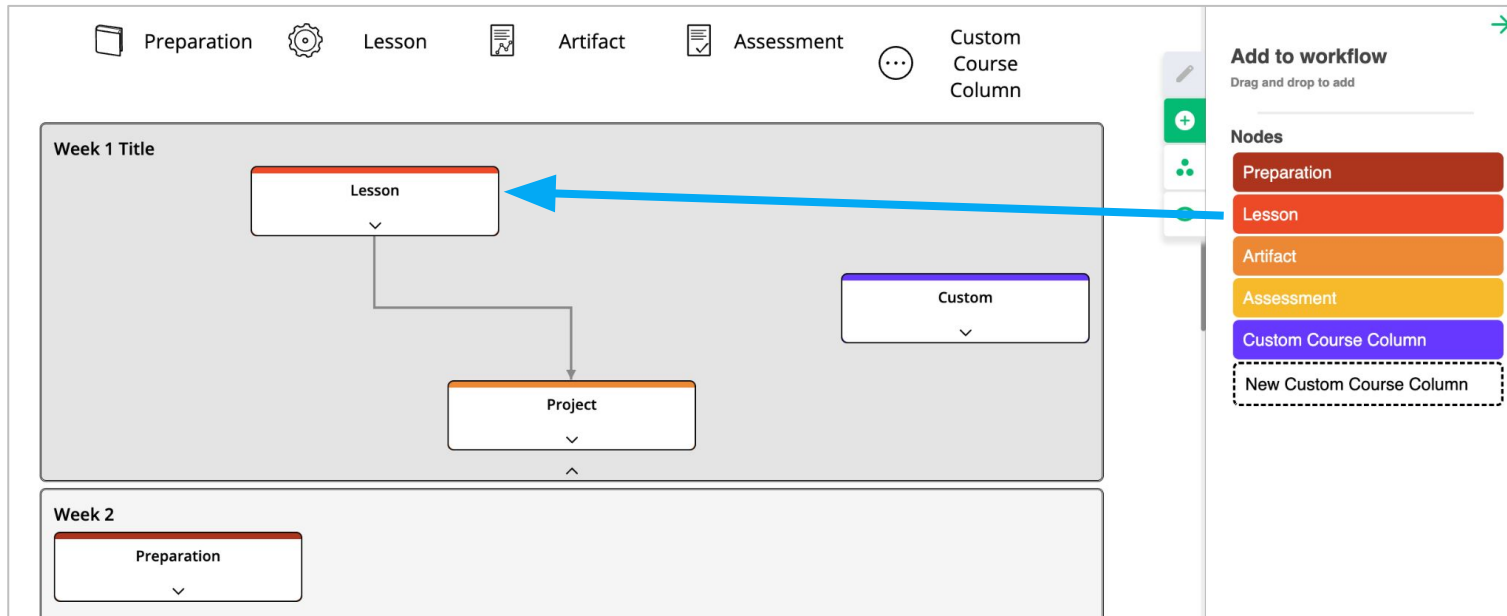 Preparation
Lesson
Artifact
Assessment
Custom
Course
Column
Week 1 Title
Lesson
Custom
Project
Week 2
Preparation
Add to workflow
Drag and drop to add
Nodes
Preparation
Lesson
Artifact
Assessment
Custom Course Column
New Custom Course Column